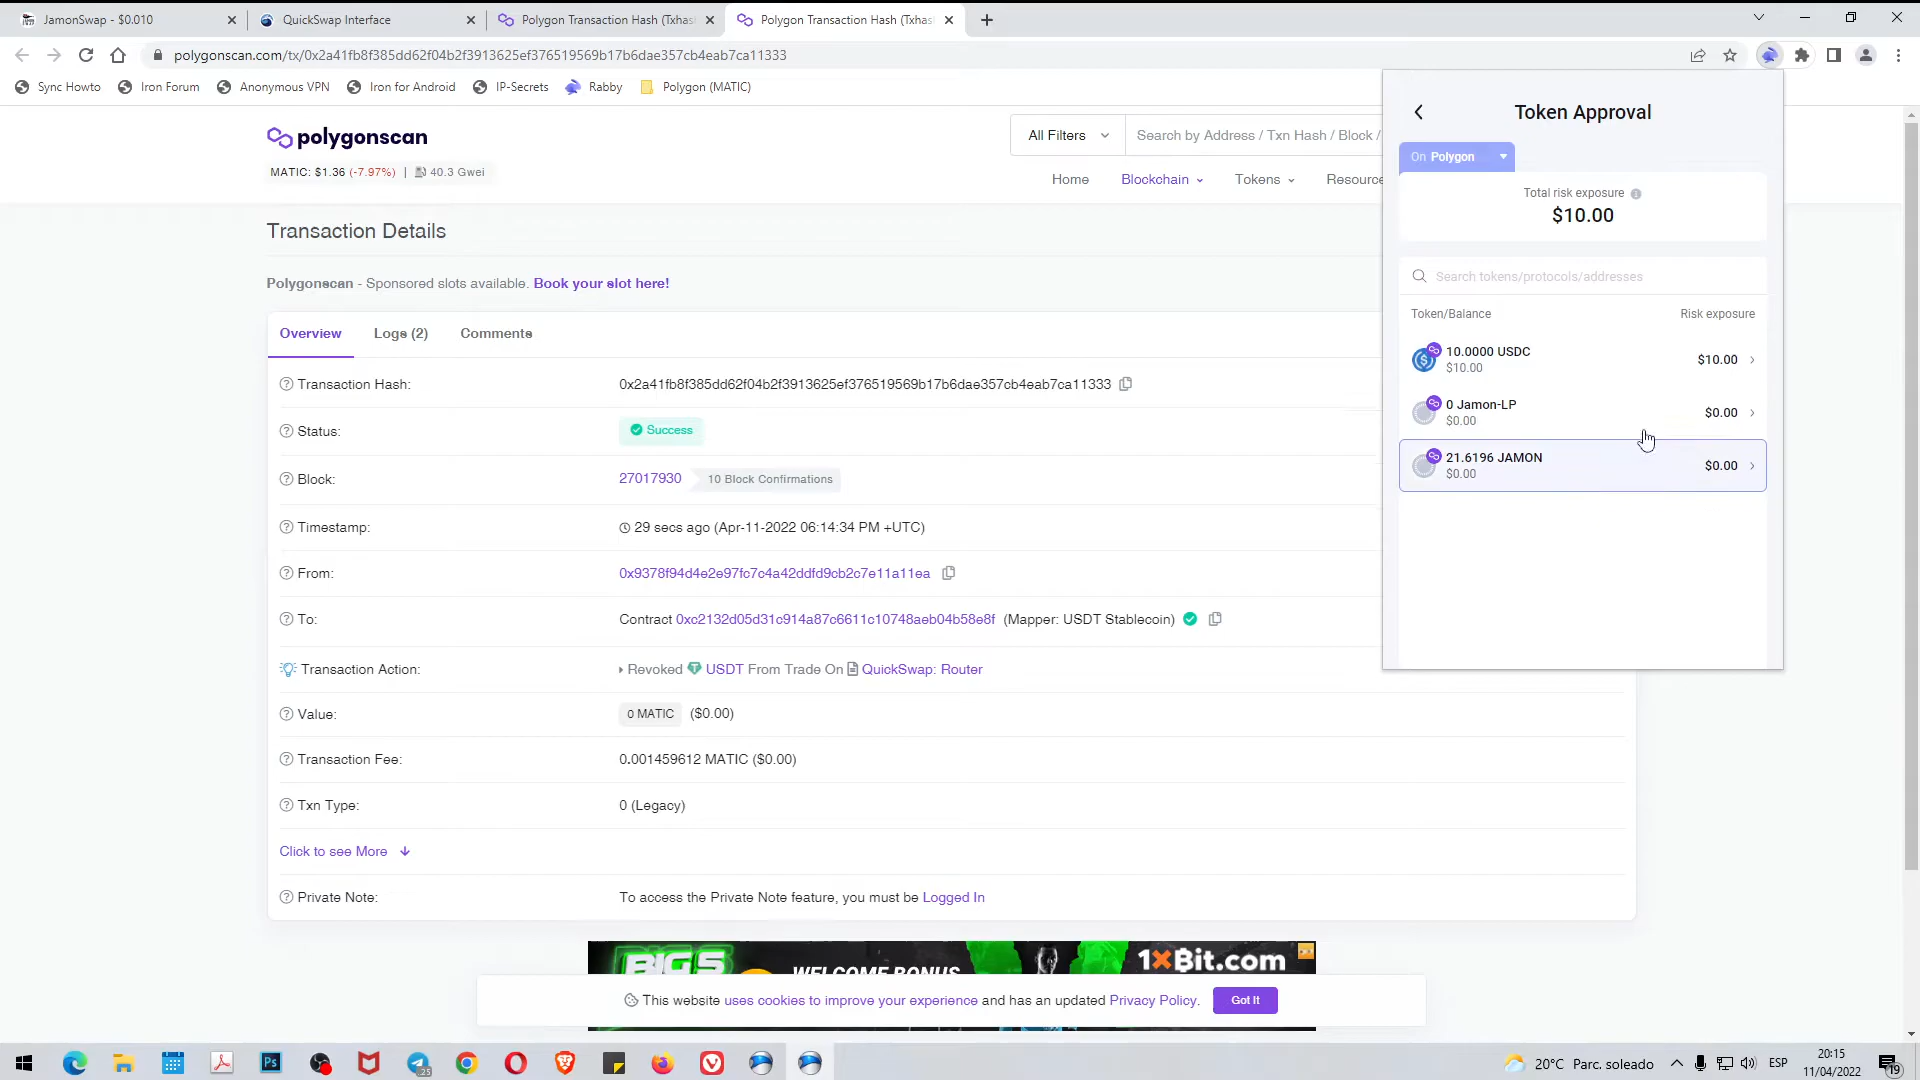 JamonSwap - $0.010
QuickSwap Interface
Polygon Transaction Hash (Txhas
Polygon Transaction Hash (Txhas
polygonscan.com/tx/0x2a41fb8f385dd62f04b2f3913625ef376519569b17b6dae357cb4eab7ca11333
Sync Howto
Iron Forum
Anonymous VPN
Iron for Android
IP-Secrets
Rabby
Polygon (MATIC)
polygonscan
MATIC: $1.36 (-7.97%) | 40.3 Gwei
All Filters
Search by Address / Txn Hash / Block /
Home
Blockchain
Tokens
Resource
Transaction Details
Polygonscan - Sponsored slots available. Book your slot here!
Overview
Logs (2)
Comments
Transaction Hash:
0x2a41fb8f385dd62f04b2f3913625ef376519569b17b6dae357cb4eab7ca11333
Status:
Success
Block:
27017930
10 Block Confirmations
Timestamp:
29 secs ago (Apr-11-2022 06:14:34 PM +UTC)
From:
0x9378f94d4e2e97fc7c4a42ddfd9cb2c7e11a11ea
To:
Contract 0xc2132d05d31c914a87c6611c10748aeb04b58e8f (Mapper: USDT Stablecoin)
Transaction Action:
Revoked USDT From Trade On QuickSwap: Router
Value:
0 MATIC ($0.00)
Transaction Fee:
0.001459612 MATIC ($0.00)
Txn Type:
0 (Legacy)
Click to see More
Private Note:
To access the Private Note feature, you must be Logged In
Token Approval
On Polygon
Total risk exposure
$10.00
Search tokens/protocols/addresses
Token/Balance
Risk exposure
10.0000 USDC
$10.00
$10.00
0 Jamon-LP
$0.00
$0.00
21.6196 JAMON
$0.00
$0.00
BIG 5
WELCOME BONUS
1XBit.com
This website uses cookies to improve your experience and has an updated Privacy Policy.
Got It
25
20°C Parc. soleado
ESP
20:15
11/04/2022
19